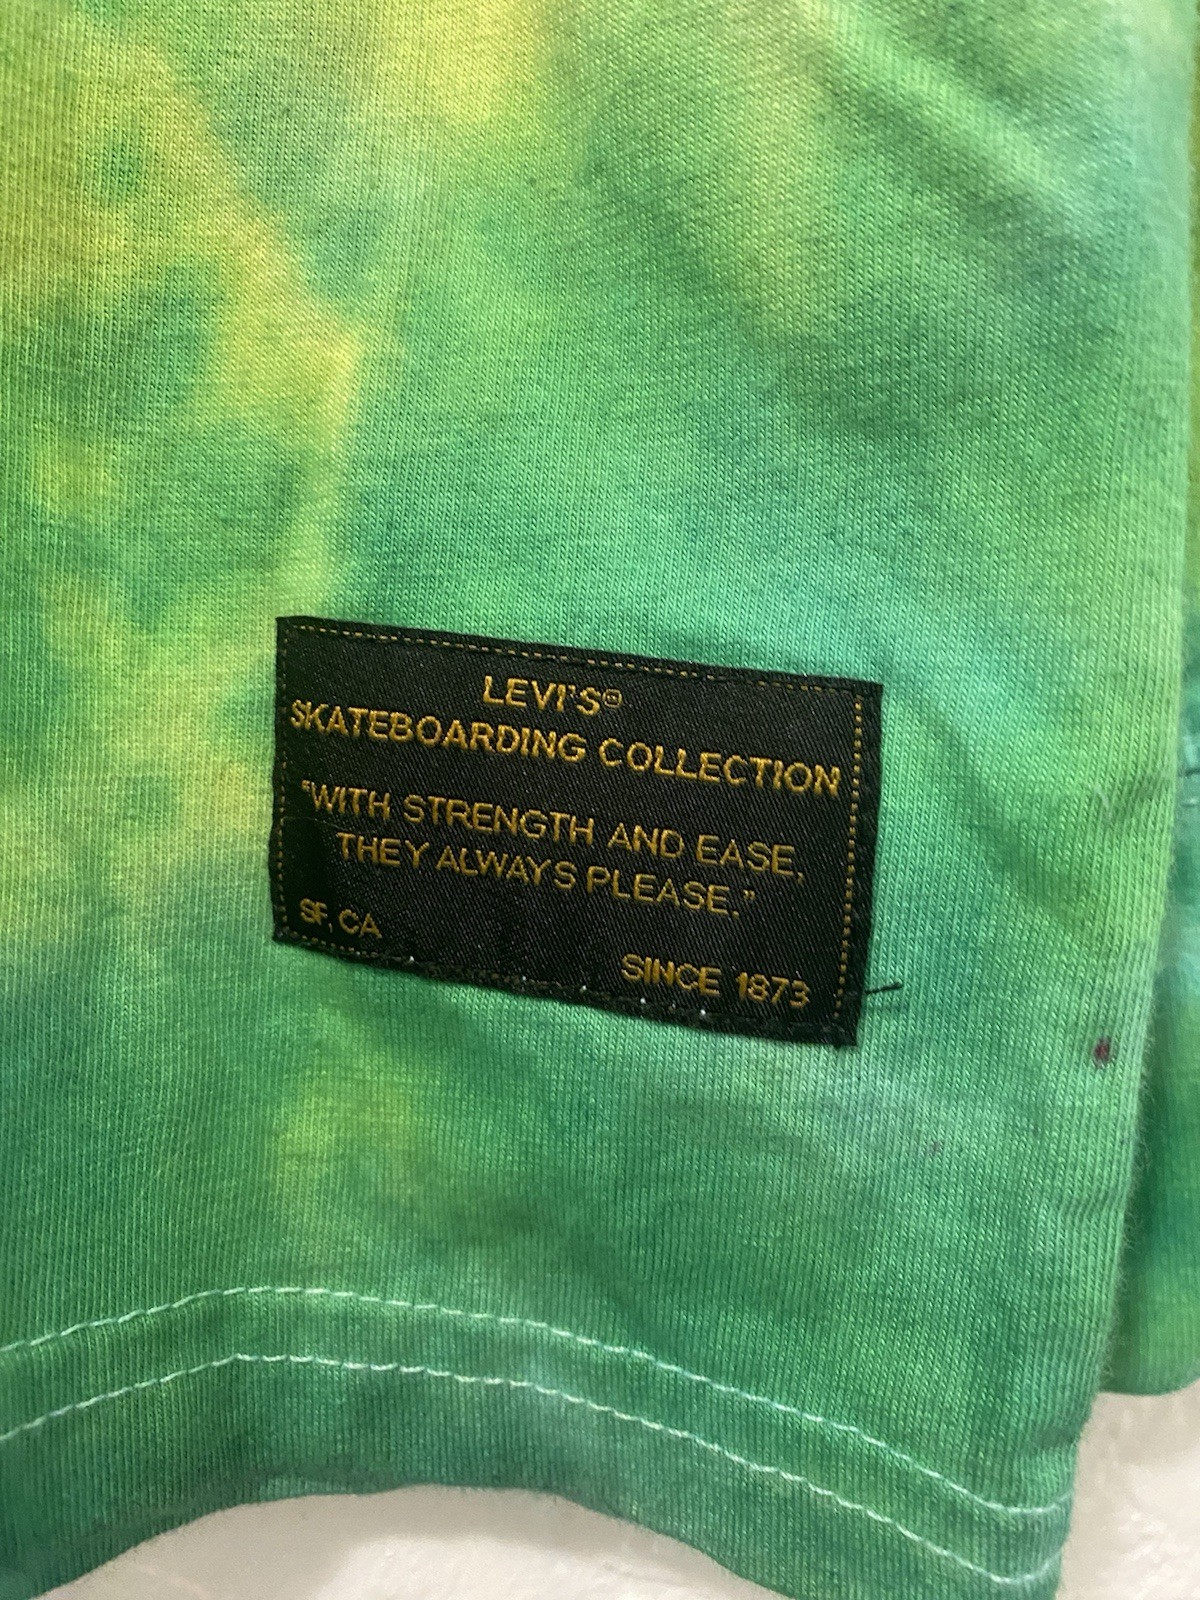 LEVI'S®
SKATEBOARDING COLLECTION
"WITH STRENGTH AND EASE,
THEY ALWAYS PLEASE."
SF, CA
SINCE 1873